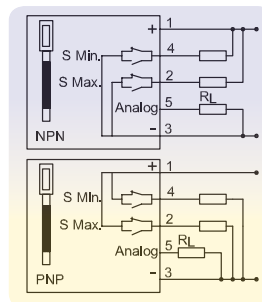 + 1
S Min. 4
S Max. 2
Analog 5 RL
NPN - 3
+ 1
S MIn. 4
S Max. 2
Analog 5 RL
PNP - 3